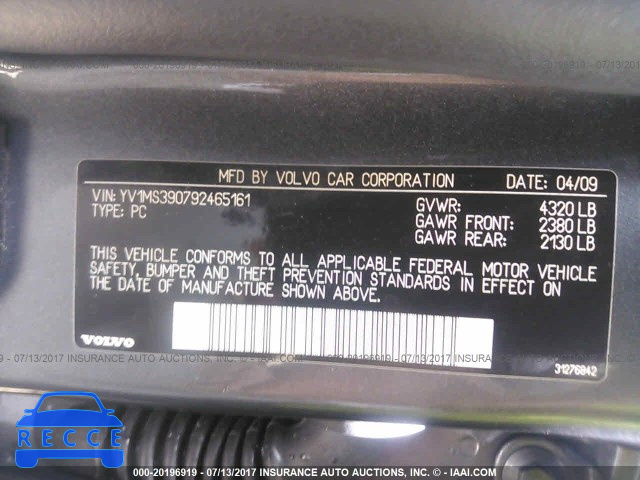 MFD BY VOLVO CAR CORPORATION DATE: 04/09
VIN: YV1MS390792465161
TYPE: PC
GVWR: 4320 LB
GAWR FRONT: 2380 LB
GAWR REAR: 2130 LB
THIS VEHICLE CONFORMS TO ALL APPLICABLE FEDERAL MOTOR VEHICLE
SAFETY, BUMPER AND THEFT PREVENTION STANDARDS IN EFFECT ON
THE DATE OF MANUFACTURE SHOWN ABOVE.
VOLVO
31276842
RECCE
000-20196919 - 07/13/2017 INSURANCE AUTO AUCTIONS, INC. - © - IAAI.COM